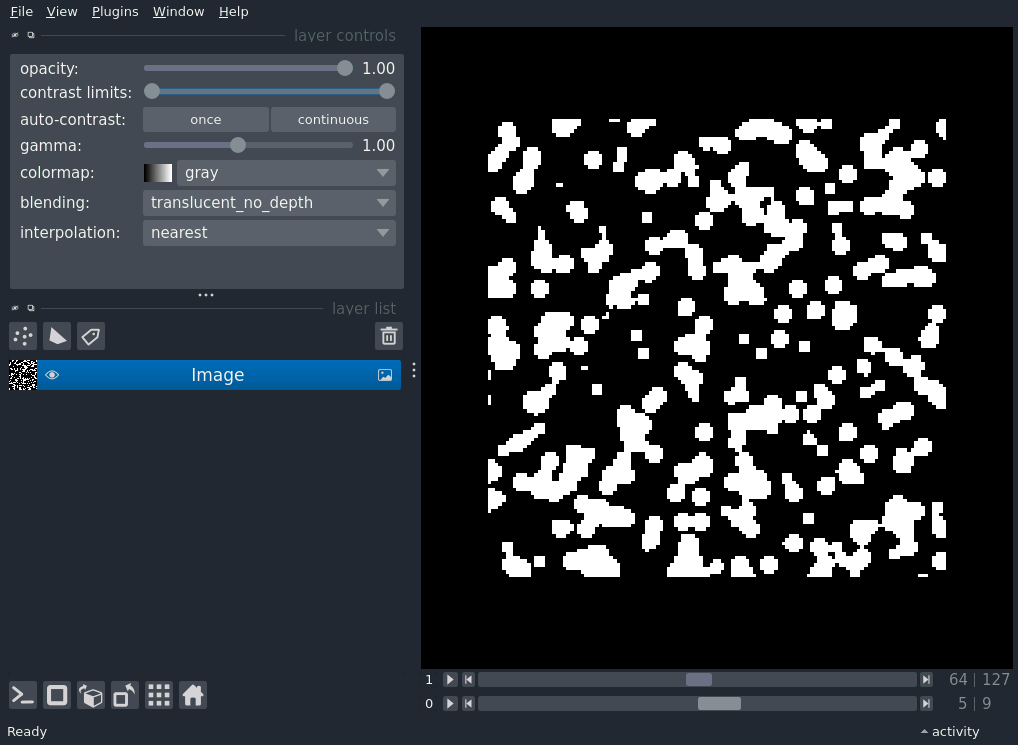 File View Plugins Window Help
layer controls
opacity: 1.00
contrast limits:
auto-contrast: once continuous
gamma: 1.00
colormap: gray
blending: translucent_no_depth
interpolation: nearest
layer list
Image
1 64 | 127
0 5 | 9
Ready activity